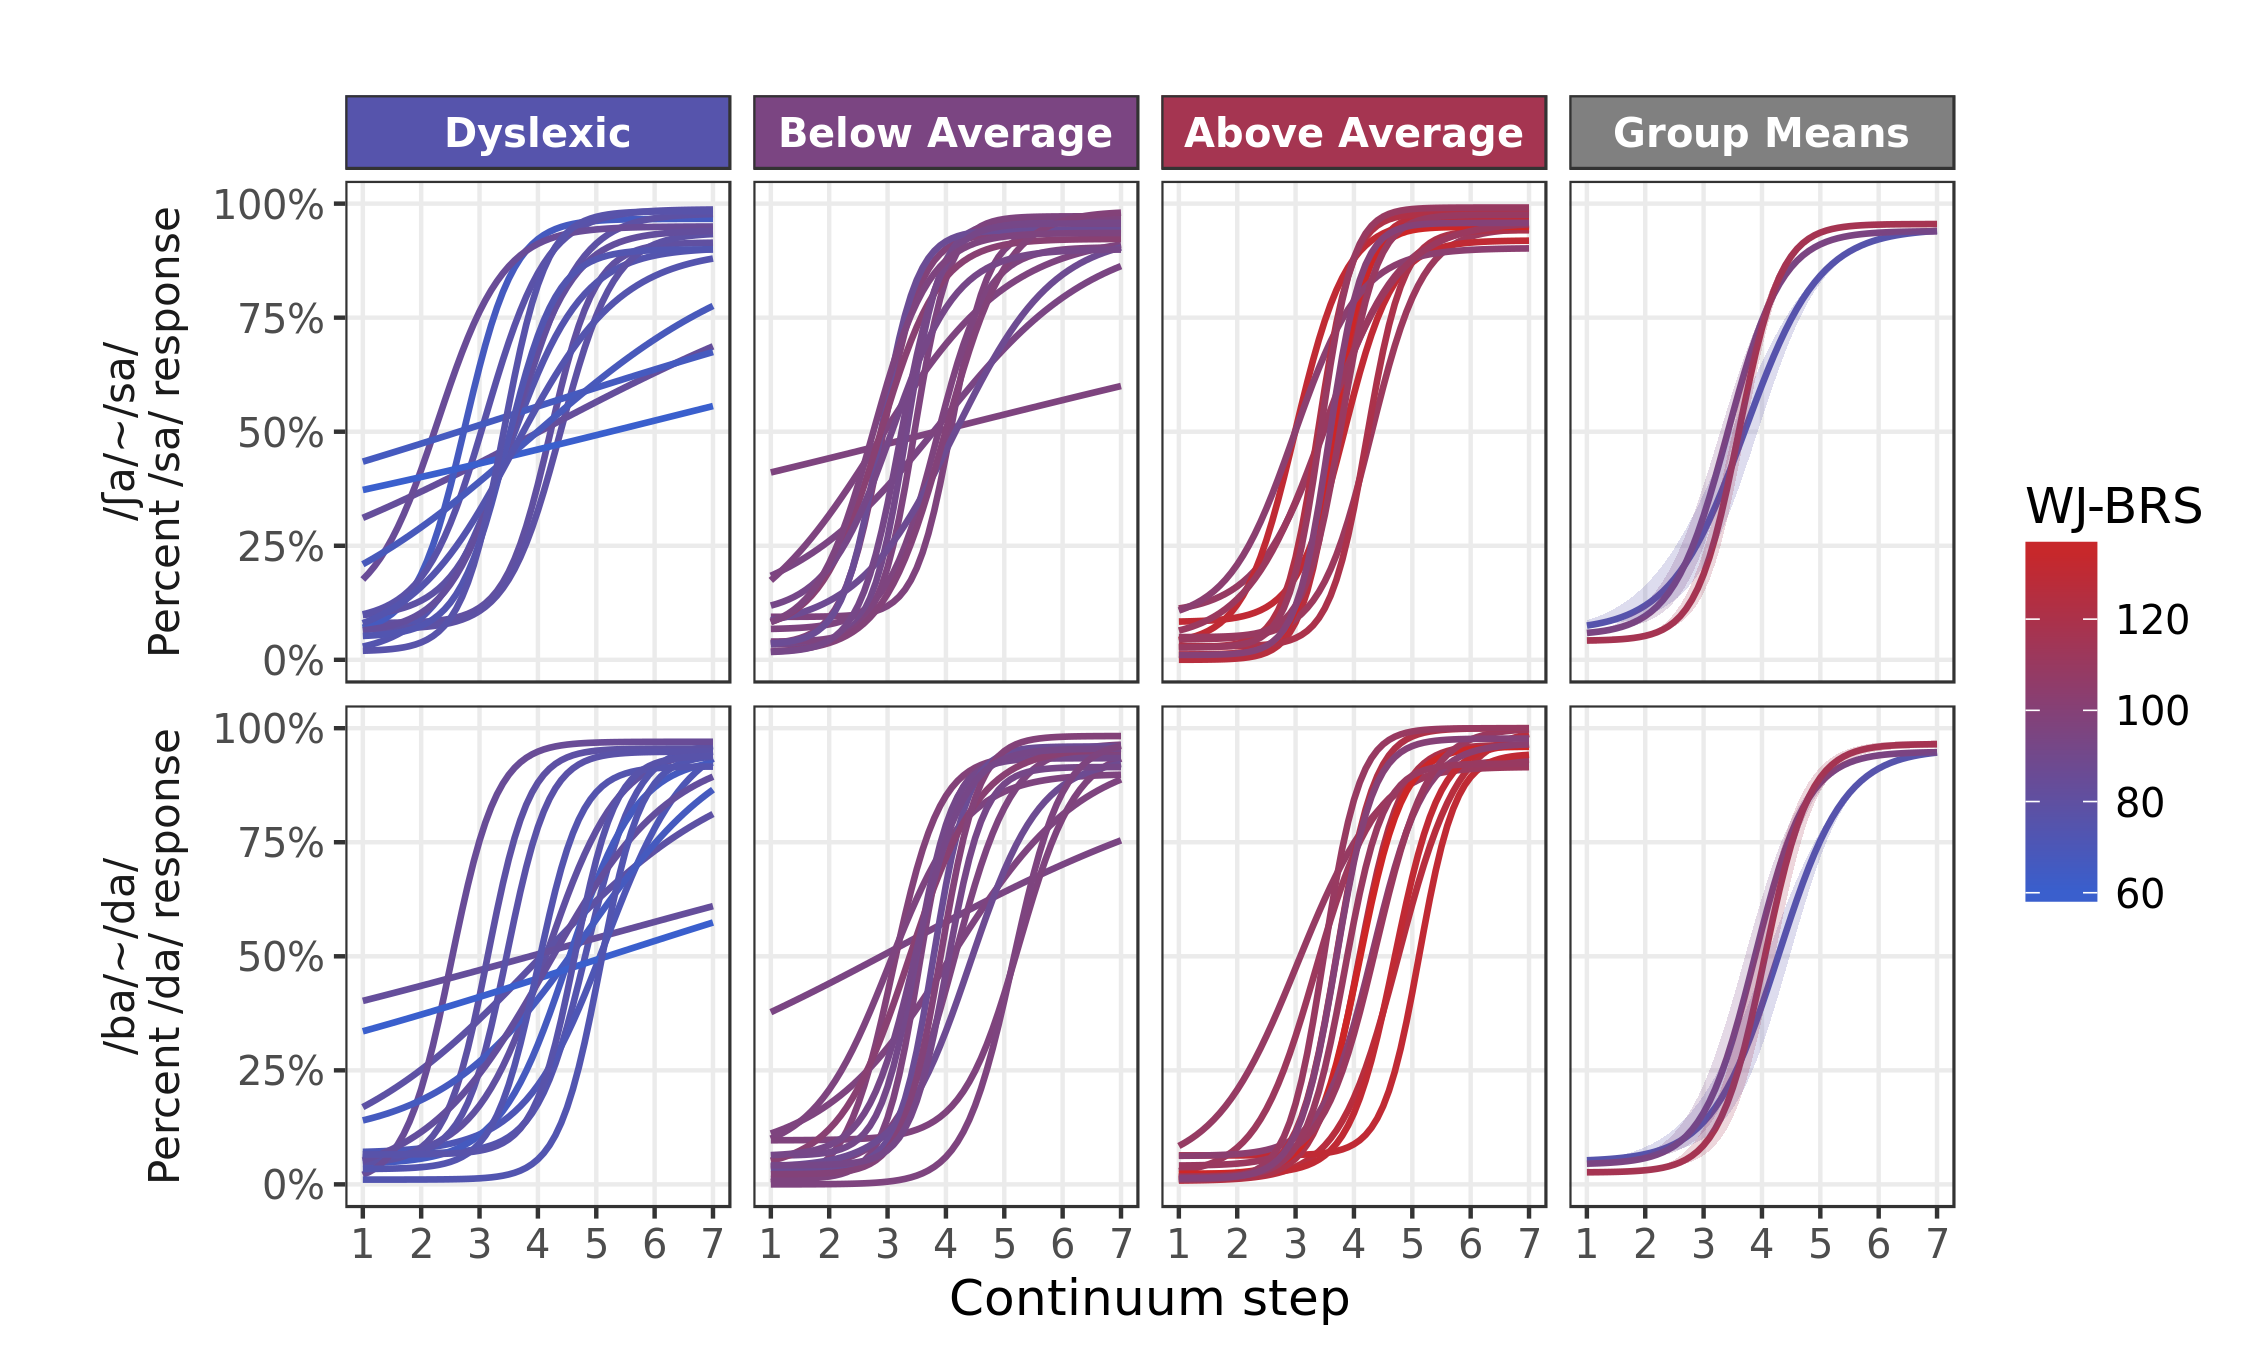 Dyslexic
Below Average
Above Average
Group Means
/ʃa/~/sa/
Percent /sa/ response
100%
75%
50%
25%
0%
/ba/~/da/
Percent /da/ response
100%
75%
50%
25%
0%
1 2 3 4 5 6 7
1 2 3 4 5 6 7
1 2 3 4 5 6 7
1 2 3 4 5 6 7
Continuum step
WJ-BRS
120
100
80
60